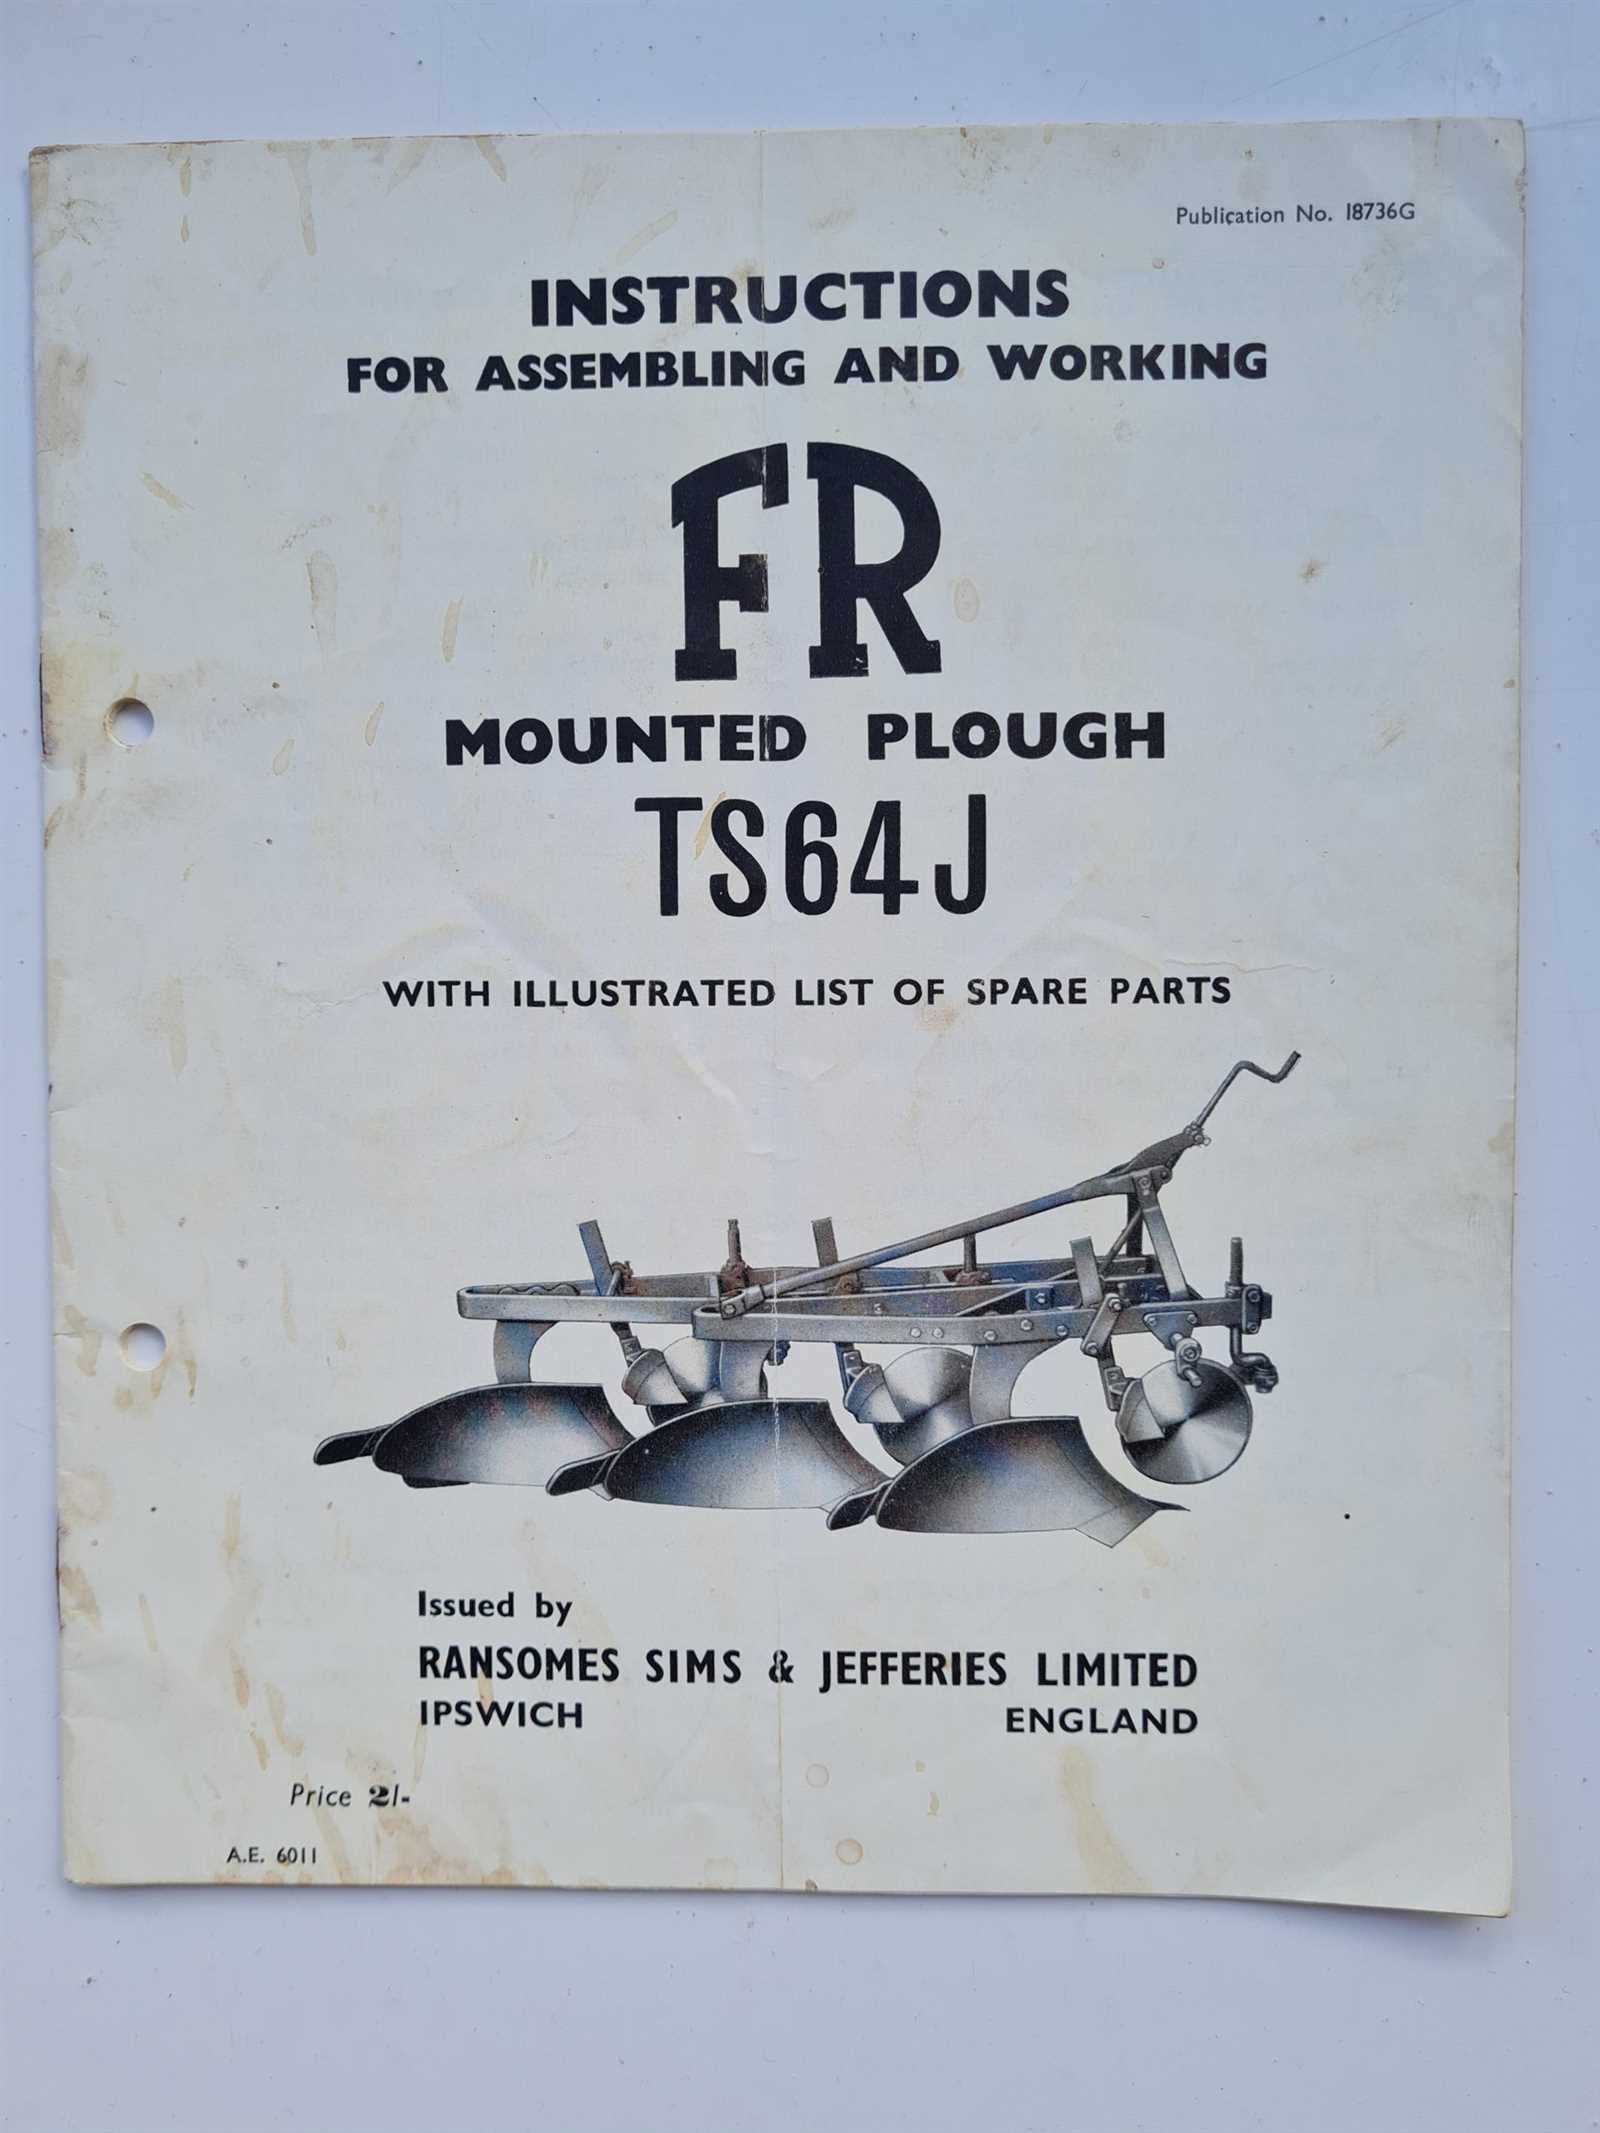 Publication No. 18736G
INSTRUCTIONS
FOR ASSEMBLING AND WORKING
FR
MOUNTED PLOUGH
TS64J
WITH ILLUSTRATED LIST OF SPARE PARTS
Issued by
RANSOMES SIMS & JEFFERIES LIMITED
IPSWICH ENGLAND
Price 2/-
A.E. 6011